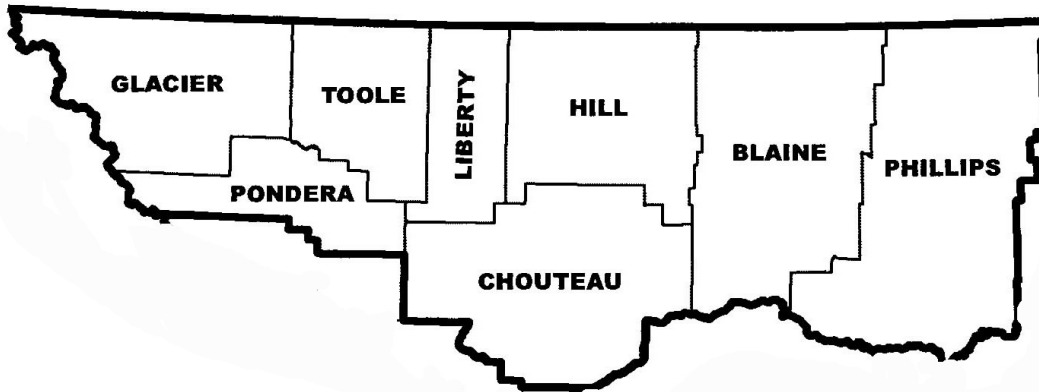 GLACIER
TOOLE
LIBERTY
HILL
BLAINE
PHILLIPS
PONDERA
CHOUTEAU